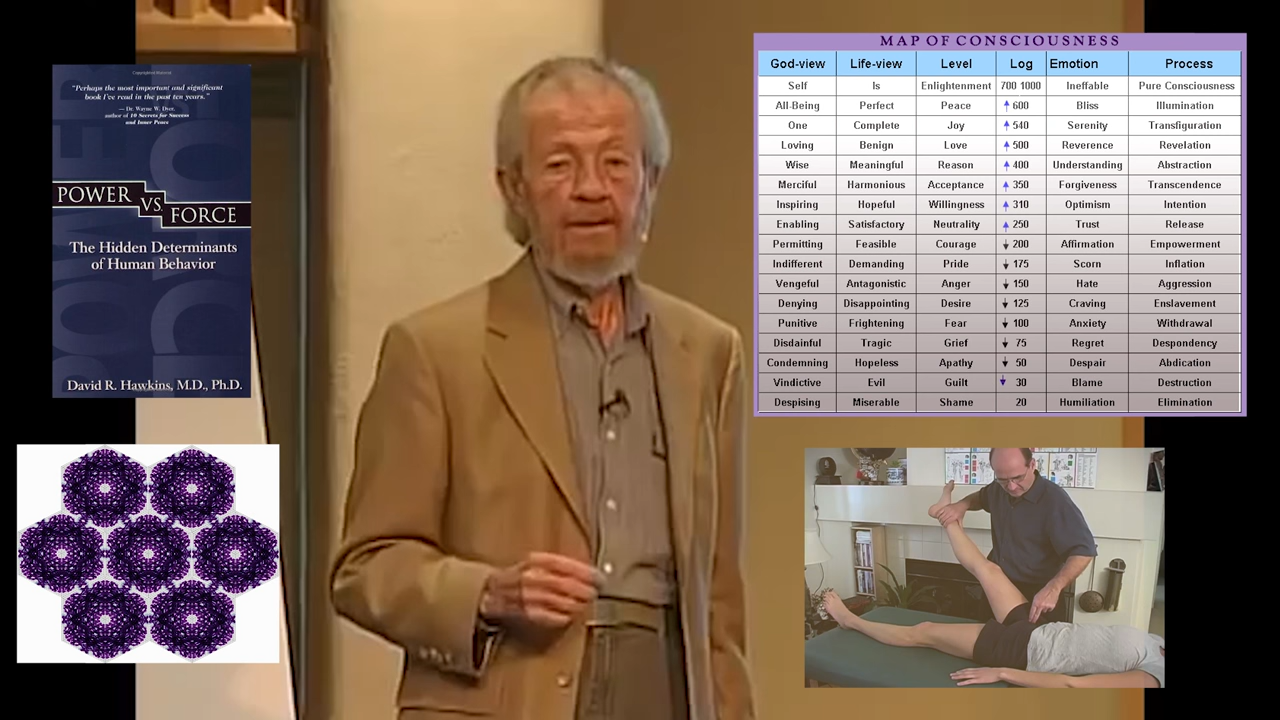 Copyrighted Material
"Perhaps the most important and significant
book I've read in the past ten years."
— Dr. Wayne W. Dyer,
author of 10 Secrets for Success
and Inner Peace
POWER
VS.
FORCE
The Hidden Determinants
of Human Behavior
David R. Hawkins, M.D., Ph.D.
MAP OF CONSCIOUSNESS
God-view Life-view Level Log Emotion Process
Self Is Enlightenment 700 1000 Ineffable Pure Consciousness
All-Being Perfect Peace ↑ 600 Bliss Illumination
One Complete Joy ↑ 540 Serenity Transfiguration
Loving Benign Love ↑ 500 Reverence Revelation
Wise Meaningful Reason ↑ 400 Understanding Abstraction
Merciful Harmonious Acceptance ↑ 350 Forgiveness Transcendence
Inspiring Hopeful Willingness ↑ 310 Optimism Intention
Enabling Satisfactory Neutrality ↑ 250 Trust Release
Permitting Feasible Courage ↓ 200 Affirmation Empowerment
Indifferent Demanding Pride ↓ 175 Scorn Inflation
Vengeful Antagonistic Anger ↓ 150 Hate Aggression
Denying Disappointing Desire ↓ 125 Craving Enslavement
Punitive Frightening Fear ↓ 100 Anxiety Withdrawal
Disdainful Tragic Grief ↓ 75 Regret Despondency
Condemning Hopeless Apathy ↓ 50 Despair Abdication
Vindictive Evil Guilt ↓ 30 Blame Destruction
Despising Miserable Shame 20 Humiliation Elimination